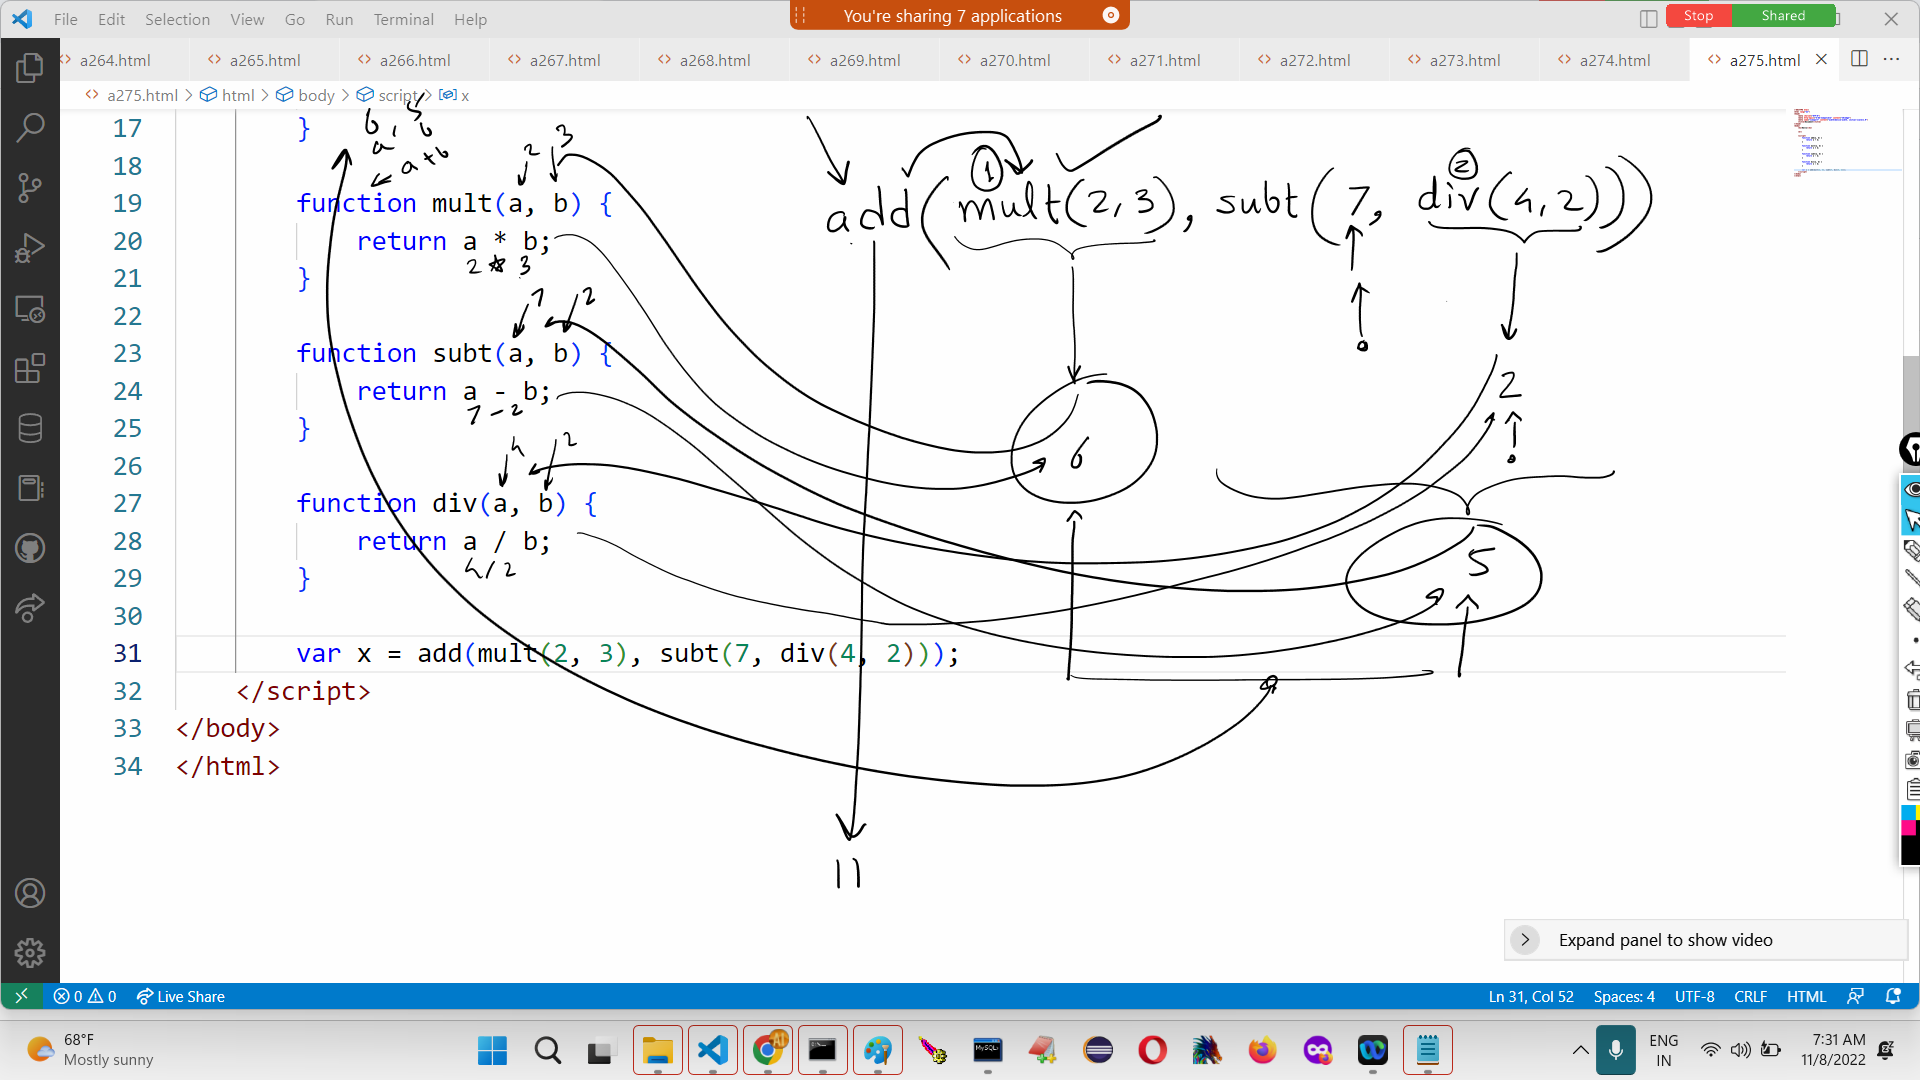 File Edit Selection View Go Run Terminal Help
You're sharing 7 applications
Stop Shared
a264.html a265.html a266.html a267.html a268.html a269.html a270.html a271.html a272.html a273.html a274.html a275.html
a275.html > html > body > script > x
6, 5
a b
a+b
17 }
18
2 3
19 function mult(a, b) {
20 return a * b;
2 * 3
21 }
22
7 2
23 function subt(a, b) {
24 return a - b;
7 - 2
25 }
26
4 2
27 function div(a, b) {
28 return a / b;
4/2
29 }
30
31 var x = add(mult(2, 3), subt(7, div(4, 2)));
32 </script>
33 </body>
34 </html>
1 2
add(mult(2,3), subt(7, div(4,2)))
2
6
5
11
Expand panel to show video
0 0 Live Share
Ln 31, Col 52 Spaces: 4 UTF-8 CRLF HTML
68°F
Mostly sunny
ENG
IN
7:31 AM
11/8/2022